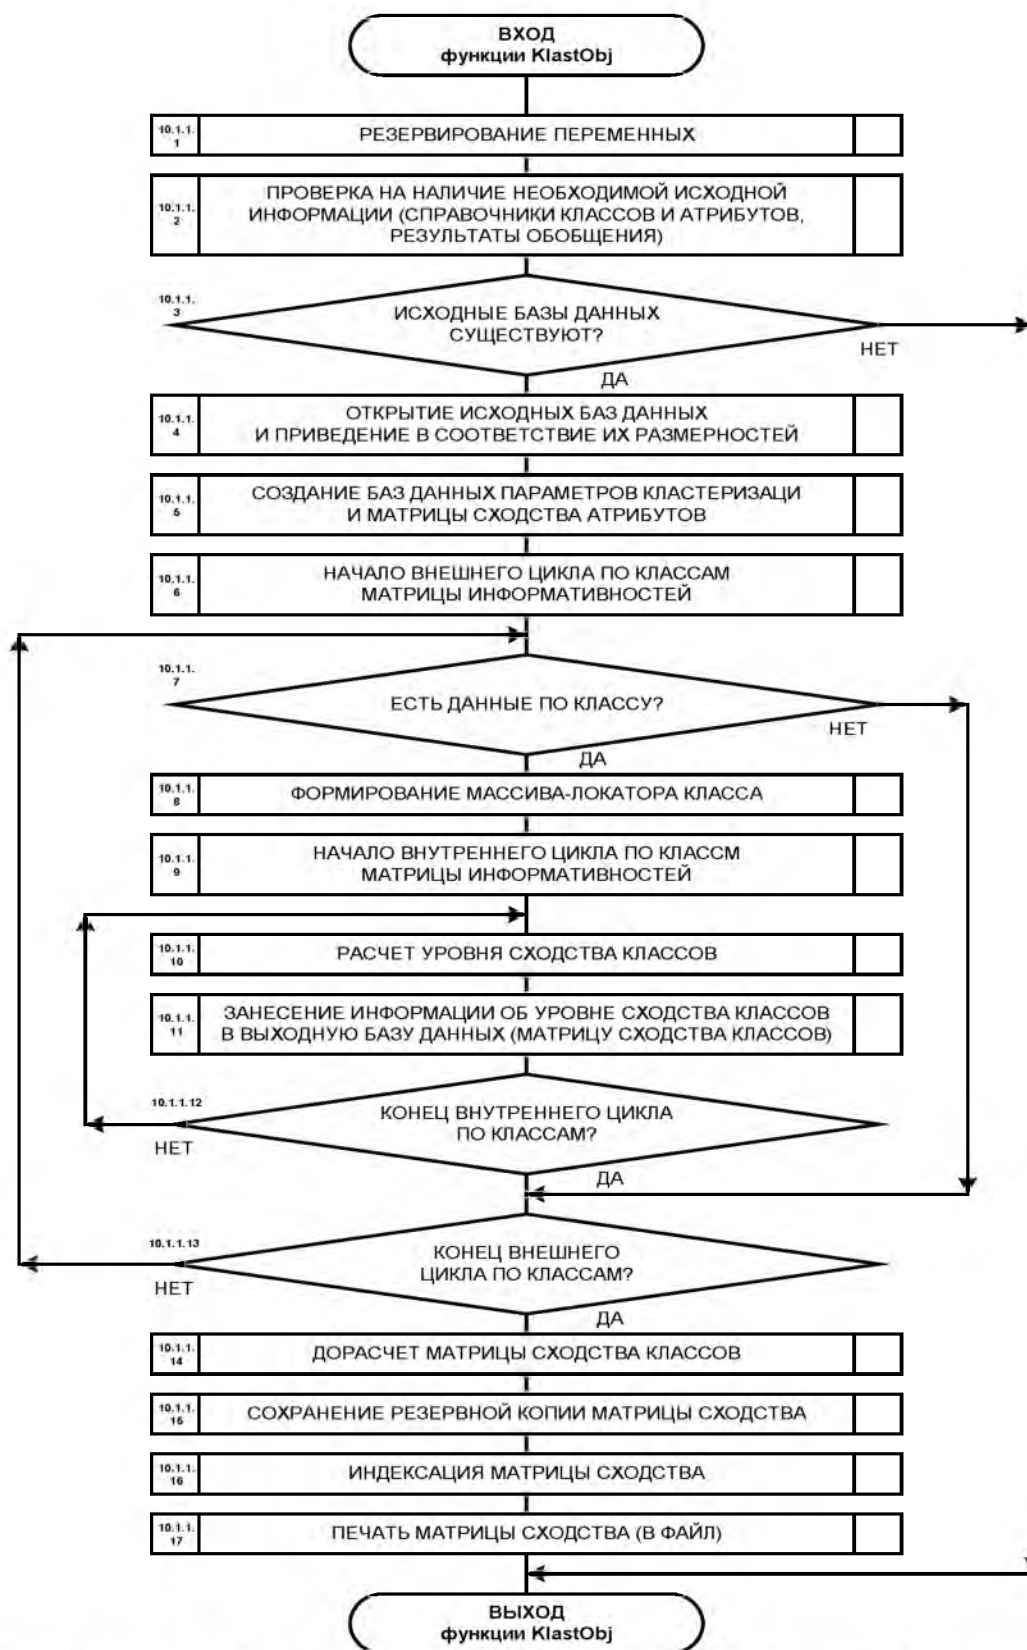 ВХОД
функции KlastObj
10.1.1.
1
РЕЗЕРВИРОВАНИЕ ПЕРЕМЕННЫХ
10.1.1.
2
ПРОВЕРКА НА НАЛИЧИЕ НЕОБХОДИМОЙ ИСХОДНОЙ
ИНФОРМАЦИИ (СПРАВОЧНИКИ КЛАССОВ И АТРИБУТОВ,
РЕЗУЛЬТАТЫ ОБОБЩЕНИЯ)
10.1.1.
3
ИСХОДНЫЕ БАЗЫ ДАННЫХ
СУЩЕСТВУЮТ?
НЕТ
ДА
10.1.1.
4
ОТКРЫТИЕ ИСХОДНЫХ БАЗ ДАННЫХ
И ПРИВЕДЕНИЕ В СООТВЕТСТВИЕ ИХ РАЗМЕРНОСТЕЙ
10.1.1.
5
СОЗДАНИЕ БАЗ ДАННЫХ ПАРАМЕТРОВ КЛАСТЕРИЗАЦИ
И МАТРИЦЫ СХОДСТВА АТРИБУТОВ
10.1.1.
6
НАЧАЛО ВНЕШНЕГО ЦИКЛА ПО КЛАССАМ
МАТРИЦЫ ИНФОРМАТИВНОСТЕЙ
10.1.1.
7
ЕСТЬ ДАННЫЕ ПО КЛАССУ?
НЕТ
ДА
10.1.1.
8
ФОРМИРОВАНИЕ МАССИВА-ЛОКАТОРА КЛАССА
10.1.1.
9
НАЧАЛО ВНУТРЕННЕГО ЦИКЛА ПО КЛАССМ
МАТРИЦЫ ИНФОРМАТИВНОСТЕЙ
10.1.1.
10
РАСЧЕТ УРОВНЯ СХОДСТВА КЛАССОВ
10.1.1.
11
ЗАНЕСЕНИЕ ИНФОРМАЦИИ ОБ УРОВНЕ СХОДСТВА КЛАССОВ
В ВЫХОДНУЮ БАЗУ ДАННЫХ (МАТРИЦУ СХОДСТВА КЛАССОВ)
10.1.1.12
КОНЕЦ ВНУТРЕННЕГО ЦИКЛА
ПО КЛАССАМ?
НЕТ
ДА
10.1.1.13
КОНЕЦ ВНЕШНЕГО
ЦИКЛА ПО КЛАССАМ?
НЕТ
ДА
10.1.1.
14
ДОРАСЧЕТ МАТРИЦЫ СХОДСТВА КЛАССОВ
10.1.1.
15
СОХРАНЕНИЕ РЕЗЕРВНОЙ КОПИИ МАТРИЦЫ СХОДСТВА
10.1.1.
16
ИНДЕКСАЦИЯ МАТРИЦЫ СХОДСТВА
10.1.1.
17
ПЕЧАТЬ МАТРИЦЫ СХОДСТВА (В ФАЙЛ)
ВЫХОД
функции KlastObj